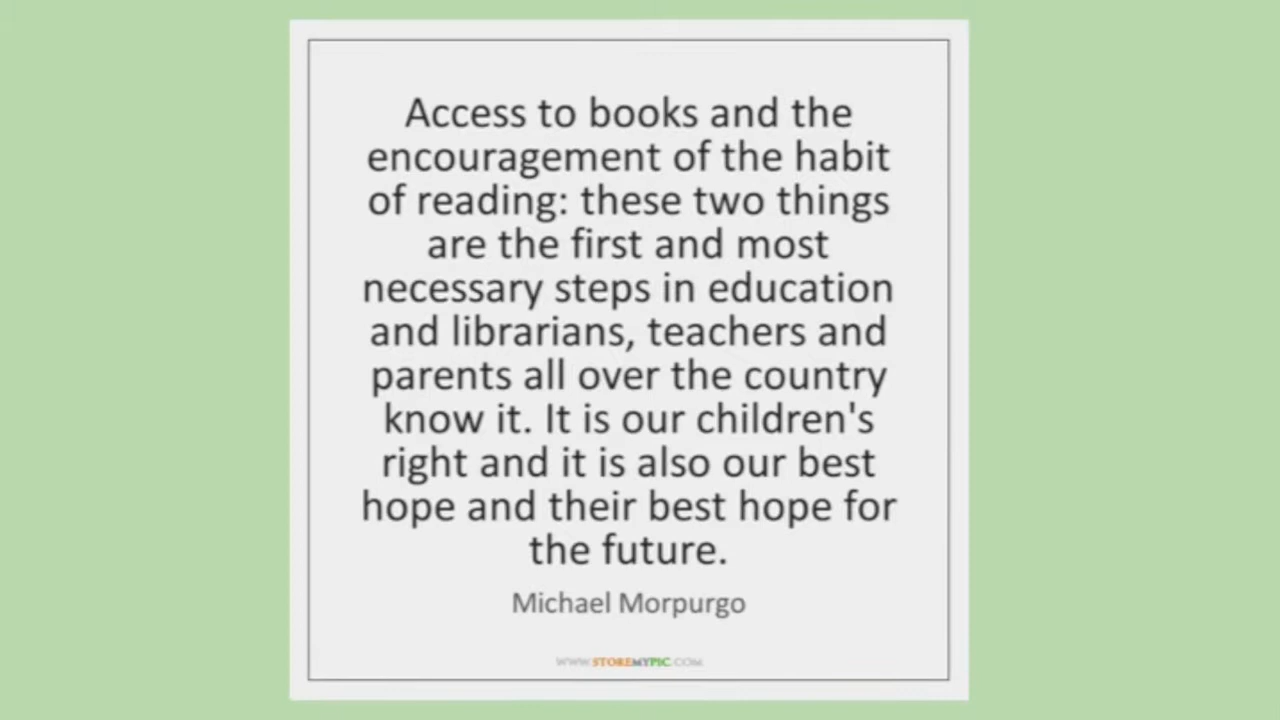 Access to books and the
encouragement of the habit
of reading: these two things
are the first and most
necessary steps in education
and librarians, teachers and
parents all over the country
know it. It is our children's
right and it is also our best
hope and their best hope for
the future.
Michael Morpurgo
WWW.STOREMYPIC.COM